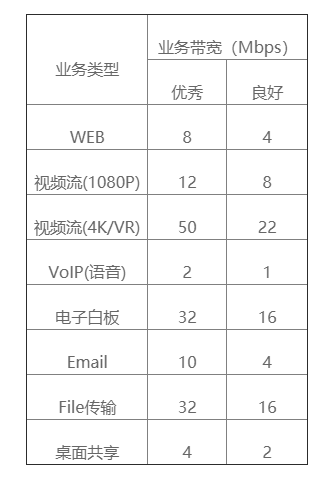 业务类型 业务带宽（Mbps）
优秀 良好
WEB 8 4
视频流(1080P) 12 8
视频流(4K/VR) 50 22
VoIP(语音) 2 1
电子白板 32 16
Email 10 4
File传输 32 16
桌面共享 4 2